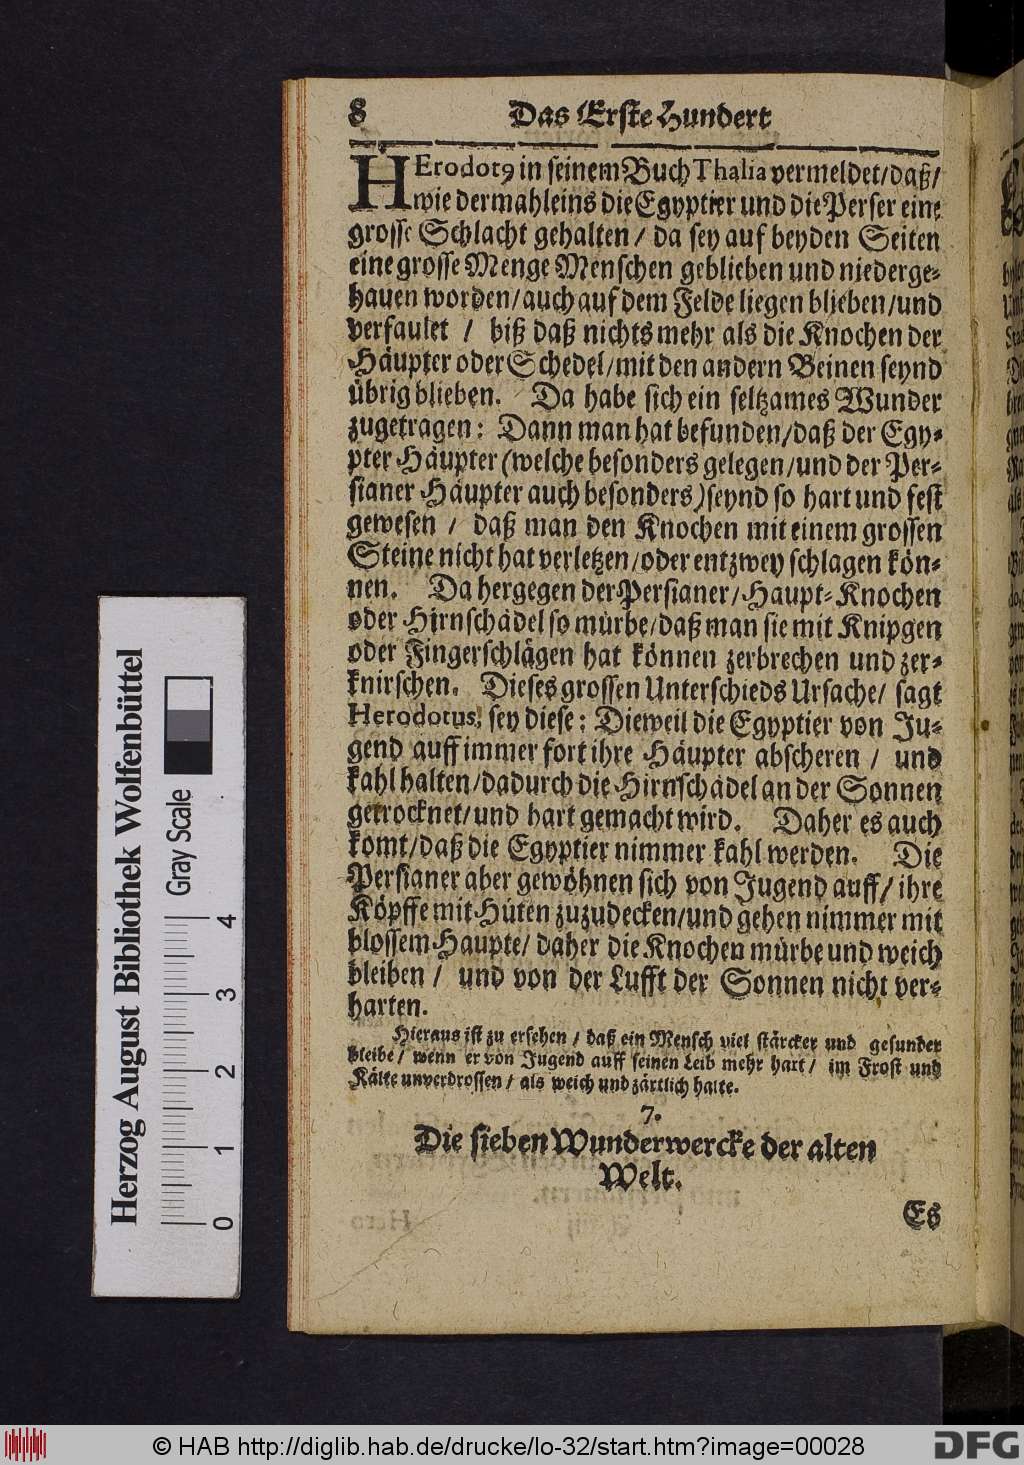 8 Das Erste Hundert
HErodotꝰ in seinem Buch Thalia vermeldet/daß/
wie dermahleins die Egyptier und die Perser eine
grosse Schlacht gehalten / da sey auf beyden Seiten
eine grosse Menge Menschen geblieben und niederge-
hauen worden/auch auf dem Felde liegen blieben/und
verfaulet / biß daß nichts mehr als die Knochen der
Häupter oder Schedel/mit den andern Beinen seynd
übrig blieben. Da habe sich ein seltzames Wunder
zugetragen: Dann man hat befunden/daß der Egy-
pter Häupter (welche besonders gelegen/und der Per-
sianer Häupter auch besonders) seynd so hart und fest
gewesen / daß man den Knochen mit einem grossen
Steine nicht hat verletzen/oder entzwey schlagen kön-
nen. Da hergegen der Persianer/Haupt-Knochen
oder Hirnschädel so mürbe/daß man sie mit Knipgen
oder Fingerschlägen hat können zerbrechen und zer-
knirschen. Dieses grossen Unterschieds Ursache/ sagt
Herodotus, sey diese: Dieweil die Egyptier von Ju-
gend auff immer fort ihre Häupter abscheren / und
kahl halten/dadurch die Hirnschädel an der Sonnen
getrocknet/und hart gemacht wird. Daher es auch
komt/daß die Egyptier nimmer kahl werden. Die
Persianer aber gewöhnen sich von Jugend auff/ ihre
Köpffe mit Hüten zuzudecken/und gehen nimmer mit
blossem Haupte/ daher die Knochen mürbe und weich
bleiben / und von der Lufft der Sonnen nicht ver-
harten.
Hieraus ist zu ersehen / daß ein Mensch viel stärcker und gesunder
bleibe / wenn er von Jugend auff seinen Leib mehr hart / im Frost und
Kälte unverdrossen / als weich und zärtlich halte.
7.
Die sieben Wunderwercke der alten
Welt.
Es
Herzog August Bibliothek Wolfenbüttel
Gray Scale
0 1 2 3 4
© HAB http://diglib.hab.de/drucke/lo-32/start.htm?image=00028
DFG